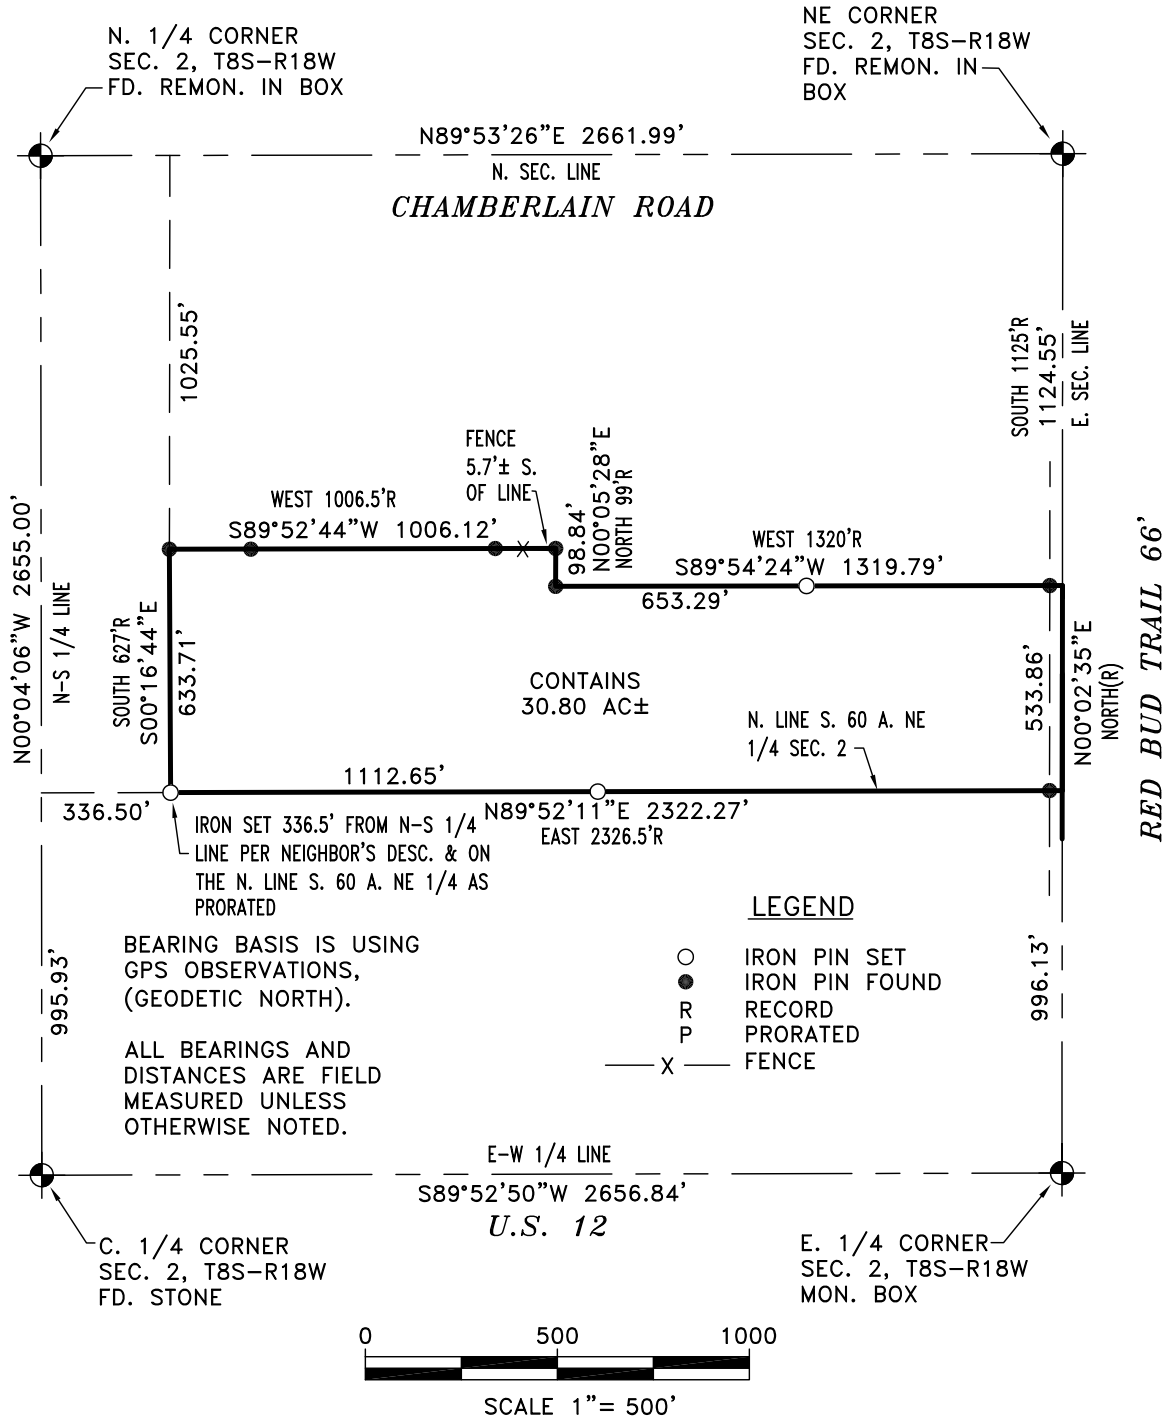 N. 1/4 CORNER
SEC. 2, T8S-R18W
FD. REMON. IN BOX
NE CORNER
SEC. 2, T8S-R18W
FD. REMON. IN
BOX
N89°53'26"E 2661.99'
N. SEC. LINE
CHAMBERLAIN ROAD
1025.55'
SOUTH 1125'R
1124.55'
E. SEC. LINE
FENCE
5.7'± S.
OF LINE
WEST 1006.5'R
S89°52'44"W 1006.12'
98.84'
N00°05'28"E
NORTH 99'R
WEST 1320'R
S89°54'24"W 1319.79'
653.29'
N00°04'06"W 2655.00'
N-S 1/4 LINE
SOUTH 627'R
S00°16'44"E
633.71'
CONTAINS
30.80 AC±
N. LINE S. 60 A. NE
1/4 SEC. 2
533.86'
N00°02'35"E
NORTH(R)
RED BUD TRAIL 66'
1112.65'
336.50'
N89°52'11"E 2322.27'
EAST 2326.5'R
IRON SET 336.5' FROM N-S 1/4
LINE PER NEIGHBOR'S DESC. & ON
THE N. LINE S. 60 A. NE 1/4 AS
PRORATED
BEARING BASIS IS USING
GPS OBSERVATIONS,
(GEODETIC NORTH).
ALL BEARINGS AND
DISTANCES ARE FIELD
MEASURED UNLESS
OTHERWISE NOTED.
995.93'
LEGEND
IRON PIN SET
IRON PIN FOUND
R RECORD
P PRORATED
X FENCE
996.13'
E-W 1/4 LINE
S89°52'50"W 2656.84'
U.S. 12
C. 1/4 CORNER
SEC. 2, T8S-R18W
FD. STONE
E. 1/4 CORNER
SEC. 2, T8S-R18W
MON. BOX
0 500 1000
SCALE 1"= 500'